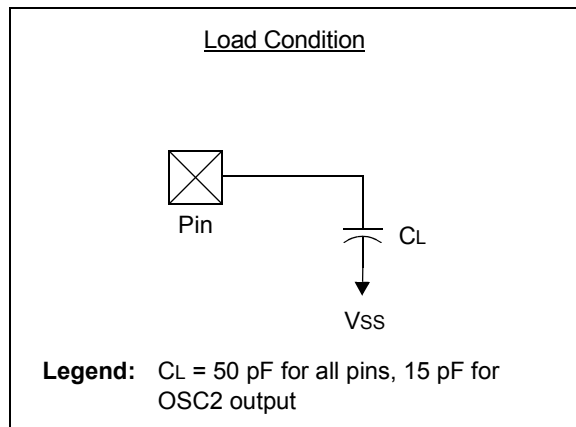 Load Condition
Pin
CL
VSS
Legend: CL = 50 pF for all pins, 15 pF for
OSC2 output